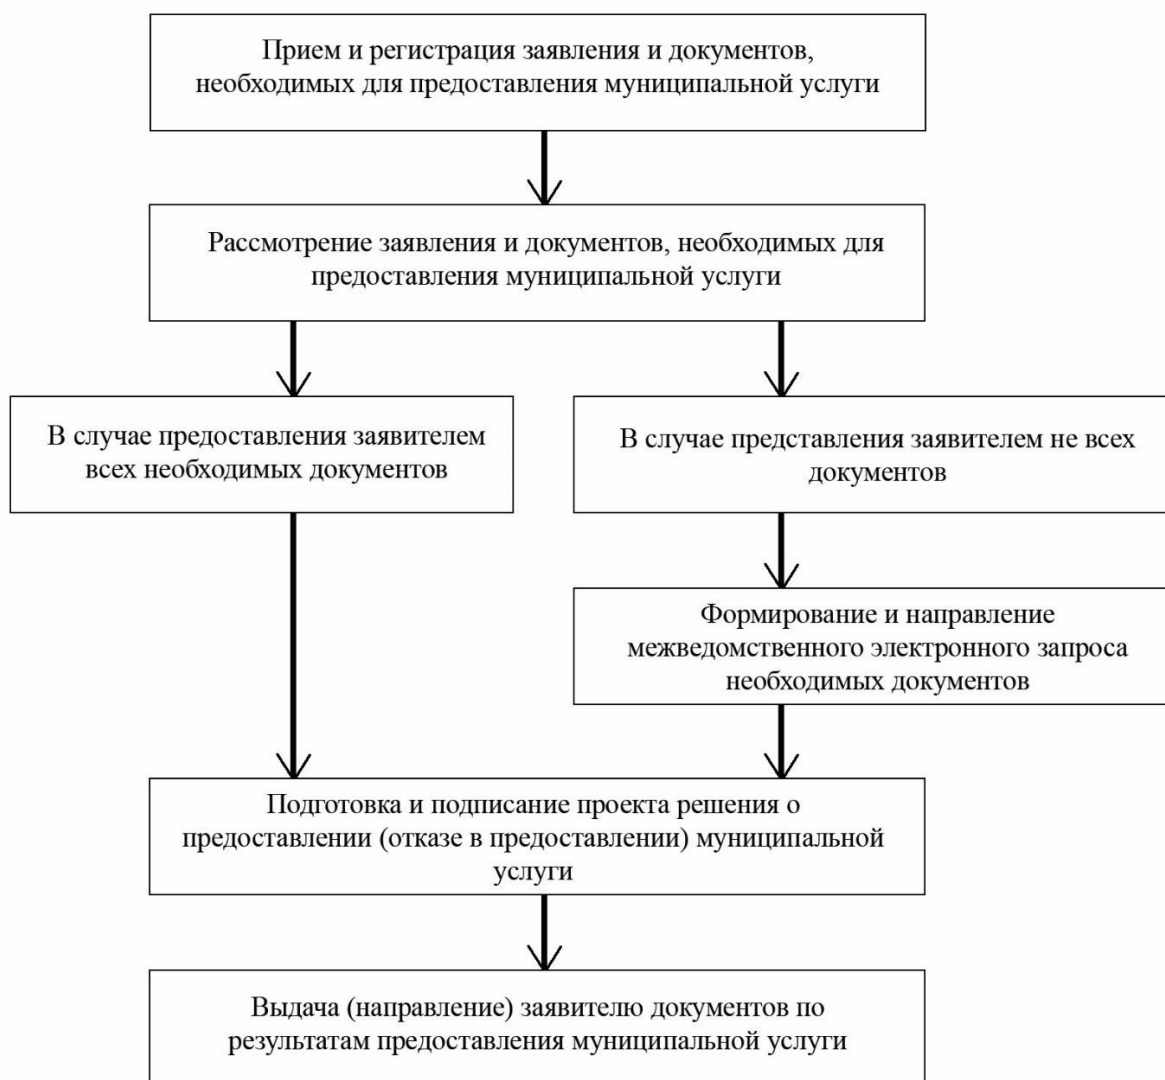 Прием и регистрация заявления и документов,
необходимых для предоставления муниципальной услуги
Рассмотрение заявления и документов, необходимых для
предоставления муниципальной услуги
В случае предоставления заявителем
всех необходимых документов
В случае представления заявителем не всех
документов
Формирование и направление
межведомственного электронного запроса
необходимых документов
Подготовка и подписание проекта решения о
предоставлении (отказе в предоставлении) муниципальной
услуги
Выдача (направление) заявителю документов по
результатам предоставления муниципальной услуги